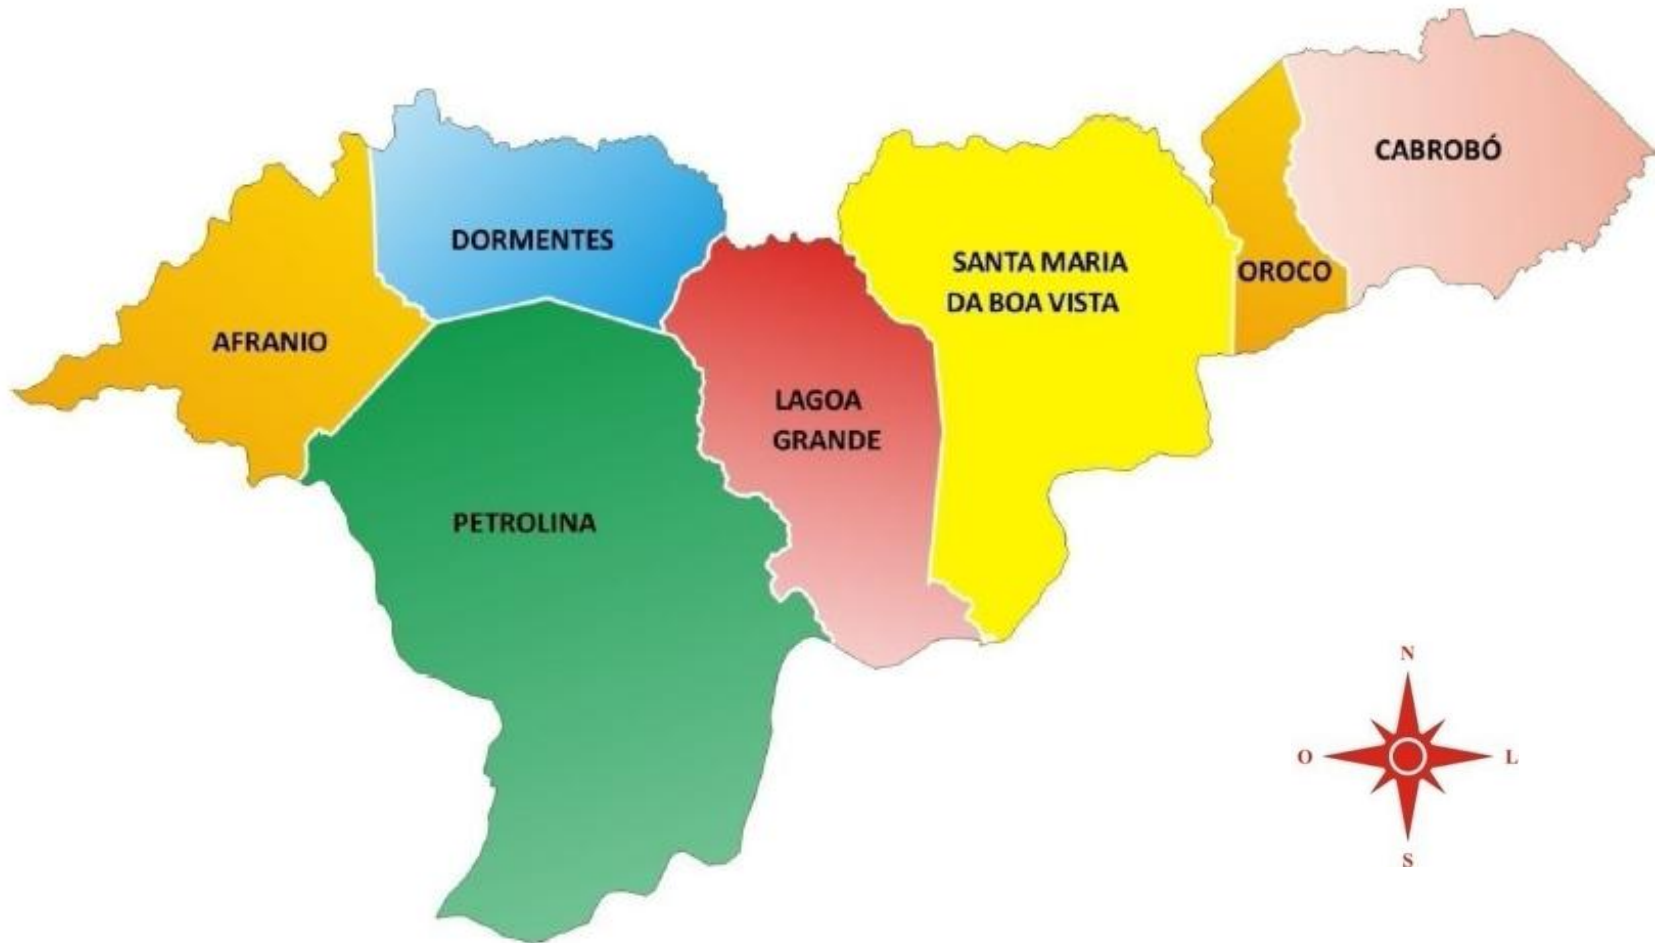 CABROBÓ
DORMENTES
SANTA MARIA
DA BOA VISTA
OROCO
AFRANIO
LAGOA
GRANDE
PETROLINA
N
O
L
S